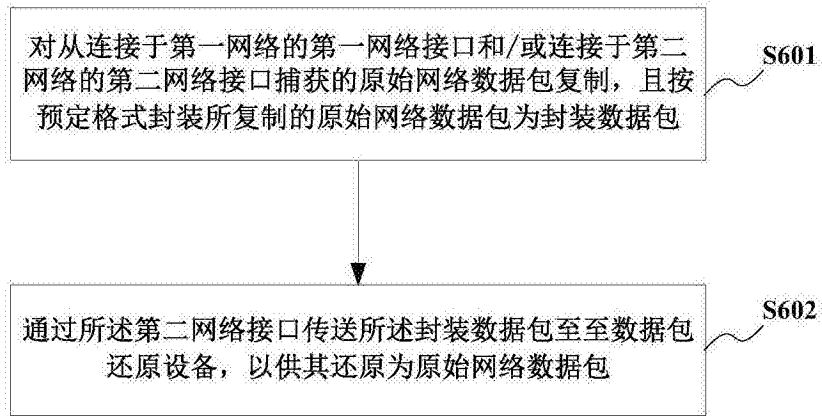 对从连接于第一网络的第一网络接口和/或连接于第二
网络的第二网络接口捕获的原始网络数据包复制，且按
预定格式封装所复制的原始网络数据包为封装数据包
S601
通过所述第二网络接口传送所述封装数据包至至数据包
还原设备，以供其还原为原始网络数据包
S602